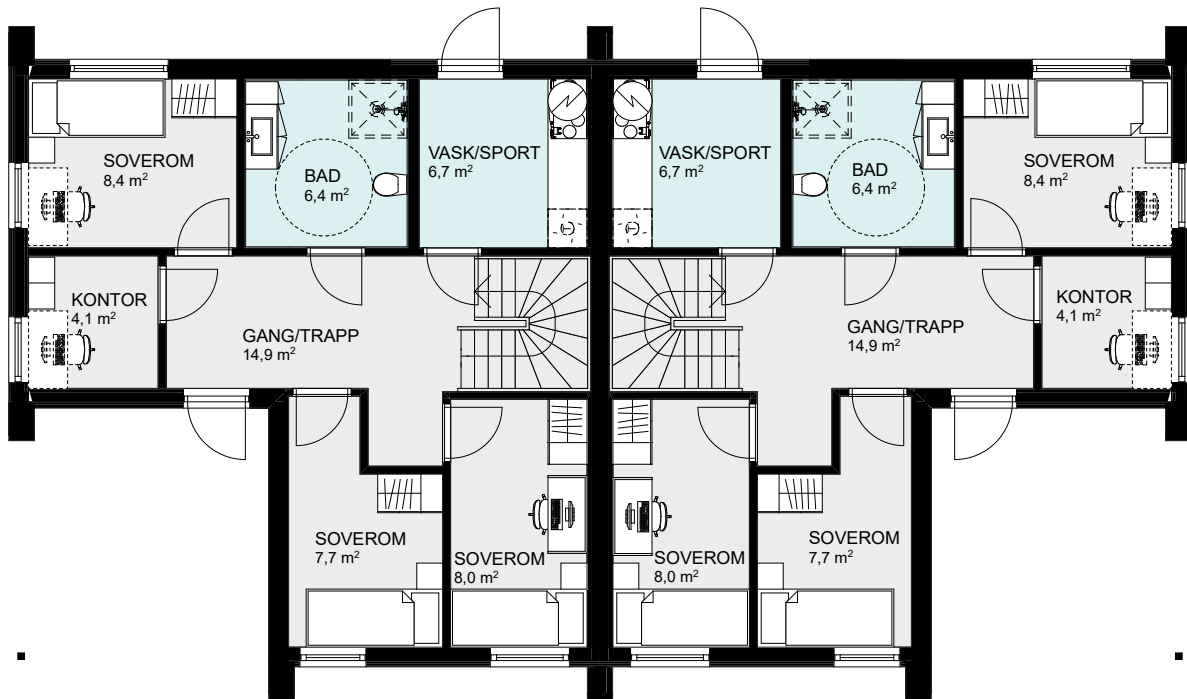 SOVEROM
8,4 m²
BAD
6,4 m²
VASK/SPORT
6,7 m²
VASK/SPORT
6,7 m²
BAD
6,4 m²
SOVEROM
8,4 m²
KONTOR
4,1 m²
GANG/TRAPP
14,9 m²
GANG/TRAPP
14,9 m²
KONTOR
4,1 m²
SOVEROM
7,7 m²
SOVEROM
8,0 m²
SOVEROM
8,0 m²
SOVEROM
7,7 m²